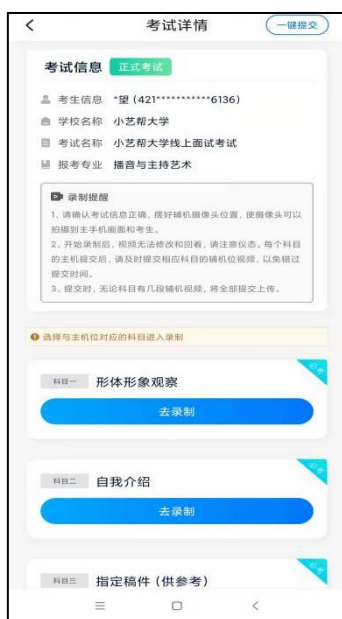 考试详情
一键提交
考试信息 正式考试
考生信息 *望 (421***********6136)
学校名称 小艺帮大学
考试名称 小艺帮大学线上面试考试
报考专业 播音与主持艺术
录制提醒
1、请确认考试信息正确，摆好辅机摄像头位置，使摄像头可以
拍摄到主手机画面和考生。
2、开始录制后，视频无法修改和回看，请注意仪态。每个科目
的主机提交后，请及时提交相应科目的辅机位视频，以免错过
提交时间。
3、提交时，无论科目有几段辅机视频，将全部提交上传。
选择与主机位对应的科目进入录制
科目一 形体形象观察
必考
去录制
科目二 自我介绍
必考
去录制
科目三 指定稿件（供参考）
必考